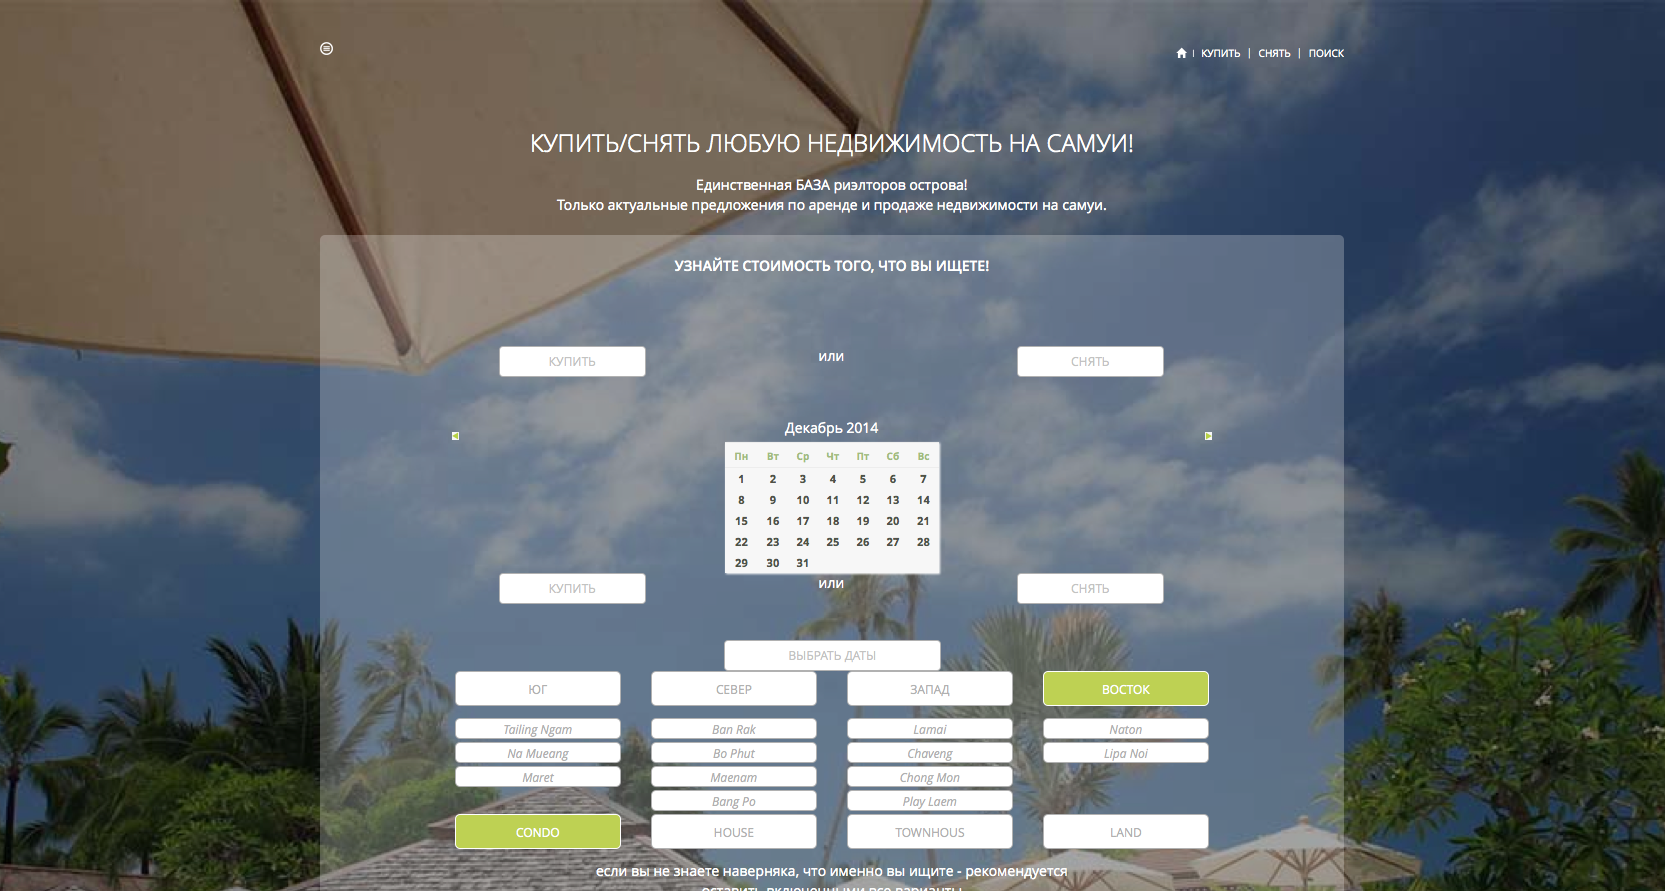 КУПИТЬ | СНЯТЬ | ПОИСК
КУПИТЬ/СНЯТЬ ЛЮБУЮ НЕДВИЖИМОСТЬ НА САМУИ!
Единственная БАЗА риэлторов острова!
Только актуальные предложения по аренде и продаже недвижимости на самуи.
УЗНАЙТЕ СТОИМОСТЬ ТОГО, ЧТО ВЫ ИЩЕТЕ!
КУПИТЬ или СНЯТЬ
Декабрь 2014
Пн Вт Ср Чт Пт Сб Вс
1 2 3 4 5 6 7
8 9 10 11 12 13 14
15 16 17 18 19 20 21
22 23 24 25 26 27 28
29 30 31
КУПИТЬ или СНЯТЬ
ВЫБРАТЬ ДАТЫ
ЮГ СЕВЕР ЗАПАД ВОСТОК
Tailing Ngam Ban Rak Lamai Naton
Na Mueang Bo Phut Chaveng Lipa Noi
Maret Maenam Chong Mon
Bang Po Play Laem
CONDO HOUSE TOWNHOUS LAND
если вы не знаете наверняка, что именно вы ищите - рекомендуется
оставить включенными все варианты